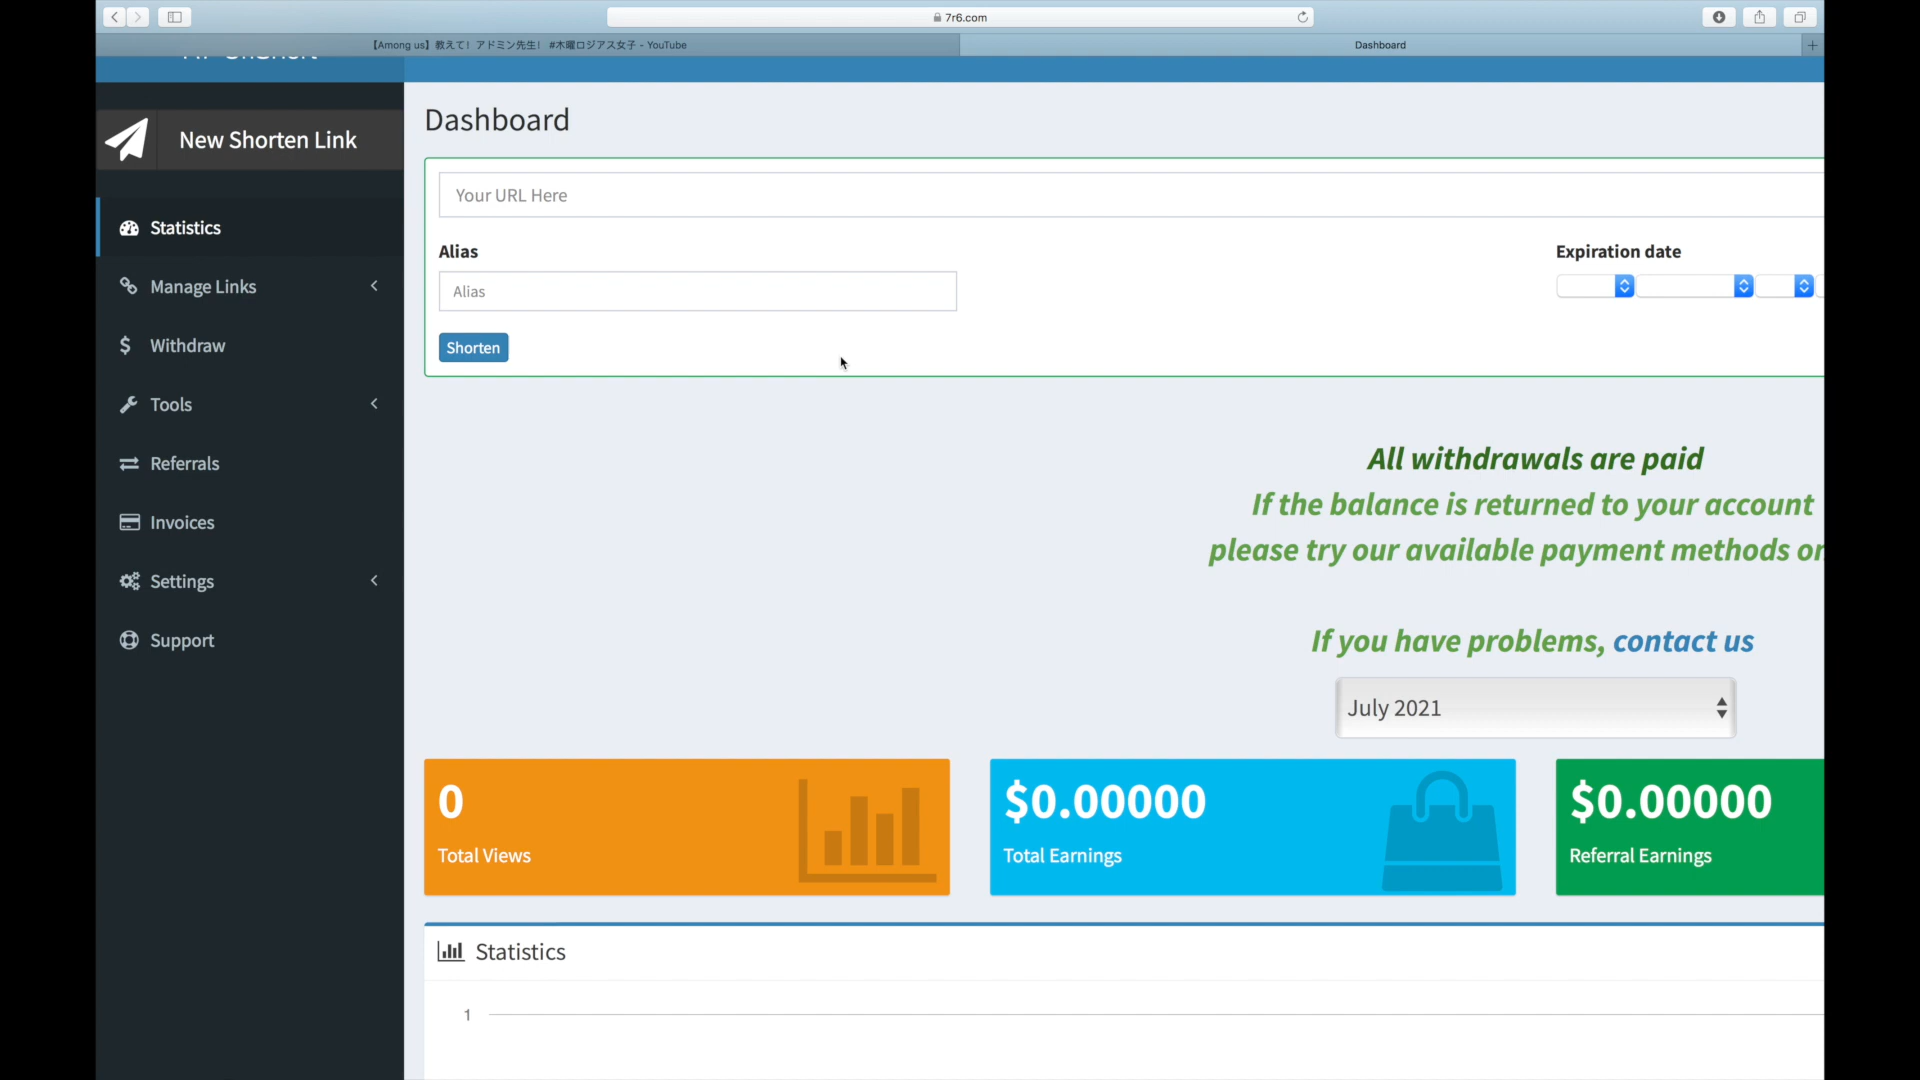 7r6.com
【Among us】教えて！アドミン先生！ #木曜ロジアス女子 - YouTube
Dashboard
New Shorten Link
Dashboard
Your URL Here
Statistics
Alias
Expiration date
Manage Links
Alias
Withdraw
Shorten
Tools
All withdrawals are paid
Referrals
If the balance is returned to your account
Invoices
please try our available payment methods or
Settings
Support
If you have problems, contact us
July 2021
0
$0.00000
$0.00000
Total Views
Total Earnings
Referral Earnings
Statistics
1